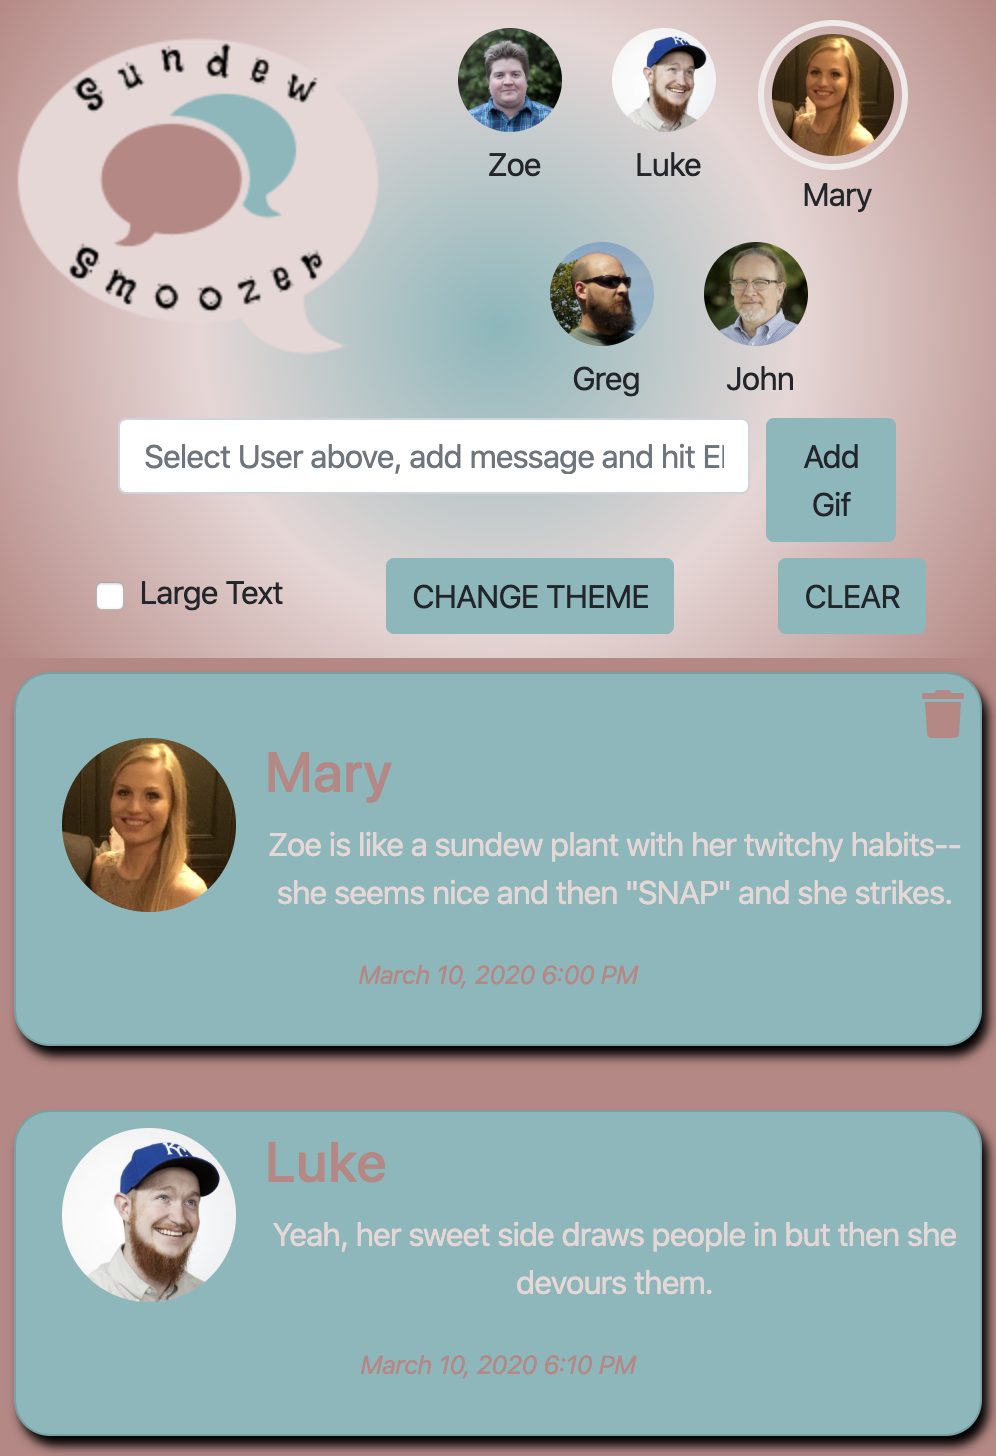 Sundew
Smoozer
Zoe
Luke
Mary
Greg
John
Select User above, add message and hit E
Add
Gif
Large Text
CHANGE THEME
CLEAR
Mary
Zoe is like a sundew plant with her twitchy habits--
she seems nice and then "SNAP" and she strikes.
March 10, 2020 6:00 PM
Luke
Yeah, her sweet side draws people in but then she
devours them.
March 10, 2020 6:10 PM